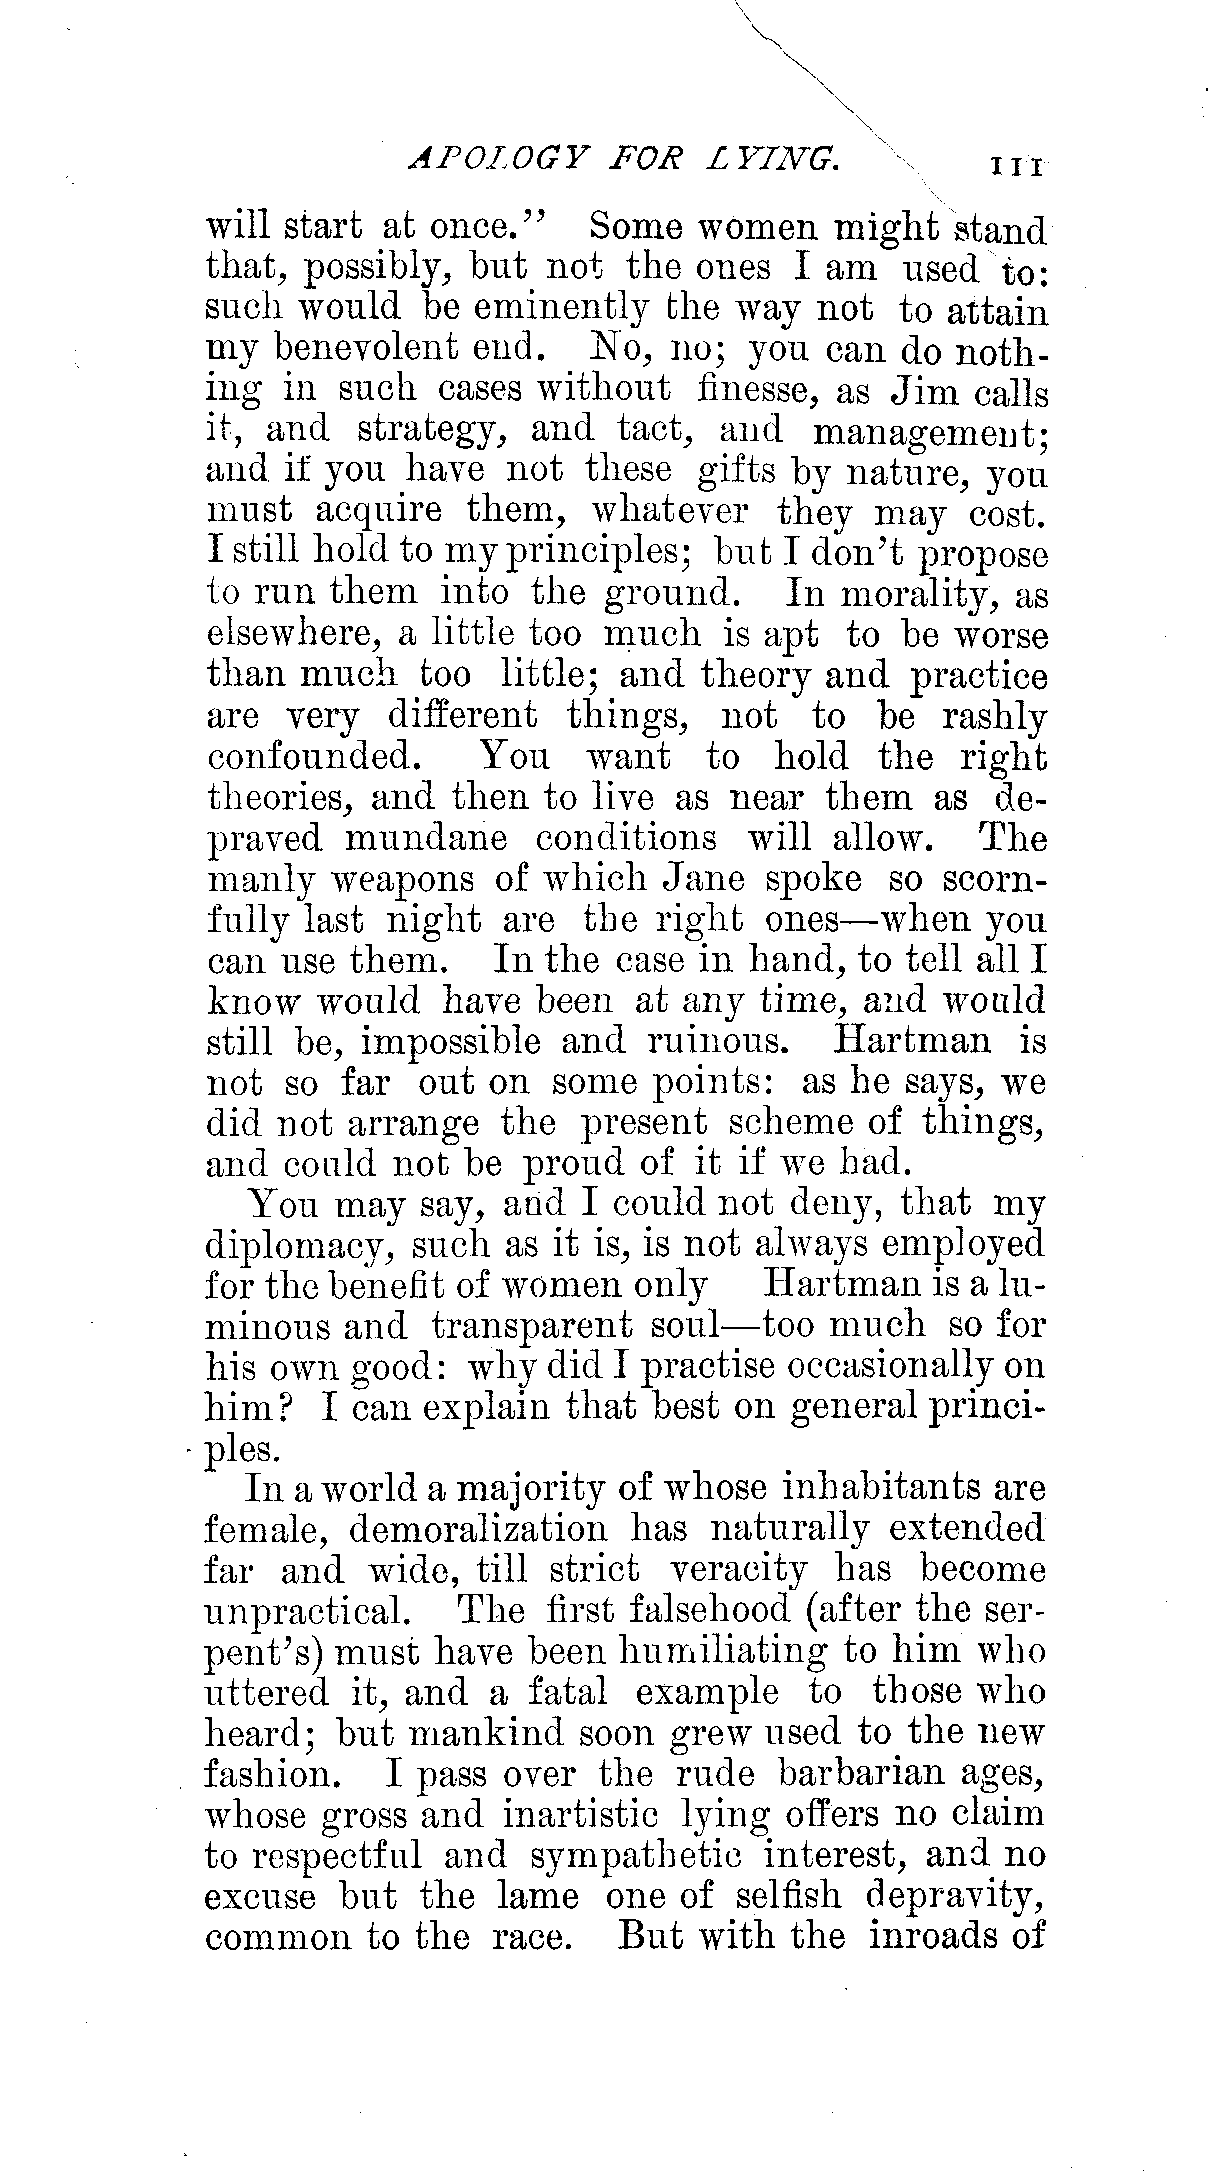 APOLOGY FOR LYING. 111
will start at once.” Some women might stand
that, possibly, but not the ones I am used to:
such would be eminently the way not to attain
my benevolent end. No, no; you can do noth-
ing in such cases without finesse, as Jim calls
it, and strategy, and tact, and management;
and if you have not these gifts by nature, you
must acquire them, whatever they may cost.
I still hold to my principles; but I don’t propose
to run them into the ground. In morality, as
elsewhere, a little too much is apt to be worse
than much too little; and theory and practice
are very different things, not to be rashly
confounded. You want to hold the right
theories, and then to live as near them as de-
praved mundane conditions will allow. The
manly weapons of which Jane spoke so scorn-
fully last night are the right ones—when you
can use them. In the case in hand, to tell all I
know would have been at any time, and would
still be, impossible and ruinous. Hartman is
not so far out on some points: as he says, we
did not arrange the present scheme of things,
and could not be proud of it if we had.
You may say, and I could not deny, that my
diplomacy, such as it is, is not always employed
for the benefit of women only Hartman is a lu-
minous and transparent soul—too much so for
his own good: why did I practise occasionally on
him? I can explain that best on general princi-
ples.
In a world a majority of whose inhabitants are
female, demoralization has naturally extended
far and wide, till strict veracity has become
unpractical. The first falsehood (after the ser-
pent’s) must have been humiliating to him who
uttered it, and a fatal example to those who
heard; but mankind soon grew used to the new
fashion. I pass over the rude barbarian ages,
whose gross and inartistic lying offers no claim
to respectful and sympathetic interest, and no
excuse but the lame one of selfish depravity,
common to the race. But with the inroads of